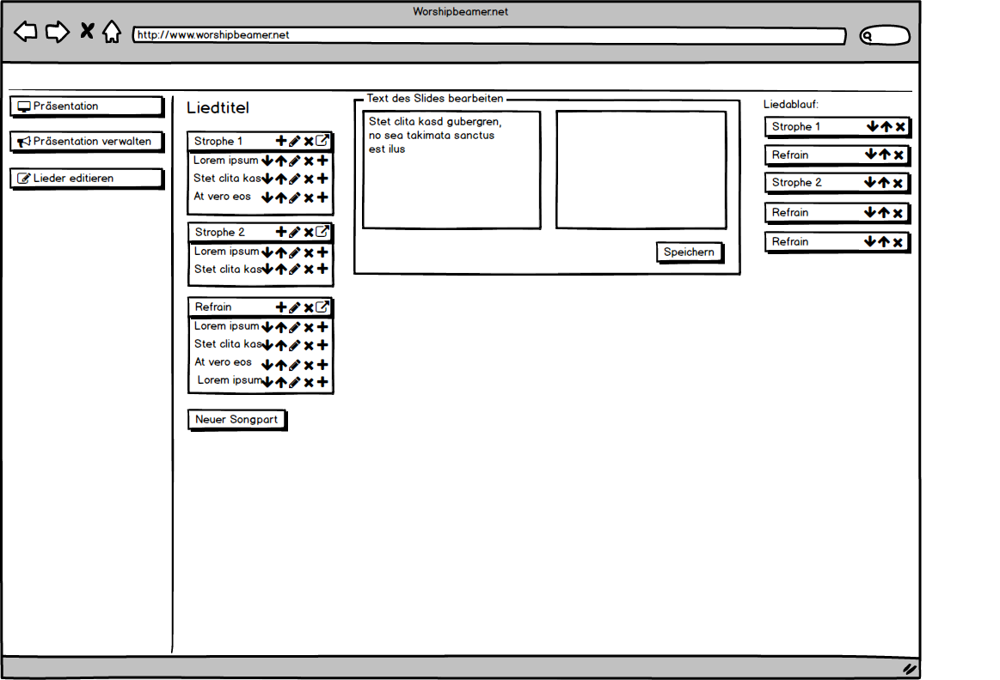 Worshipbeamer.net
http://www.worshipbeamer.net
Präsentation
Präsentation verwalten
Lieder editieren
Liedtitel
Strophe 1
Lorem ipsum
Stet clita kas
At vero eos
Strophe 2
Lorem ipsum
Stet clita kas
Refrain
Lorem ipsum
Stet clita kas
At vero eos
Lorem ipsum
Neuer Songpart
Text des Slides bearbeiten
Stet clita kasd gubergren,
no sea takimata sanctus
est ilus
Speichern
Liedablauf:
Strophe 1
Refrain
Strophe 2
Refrain
Refrain